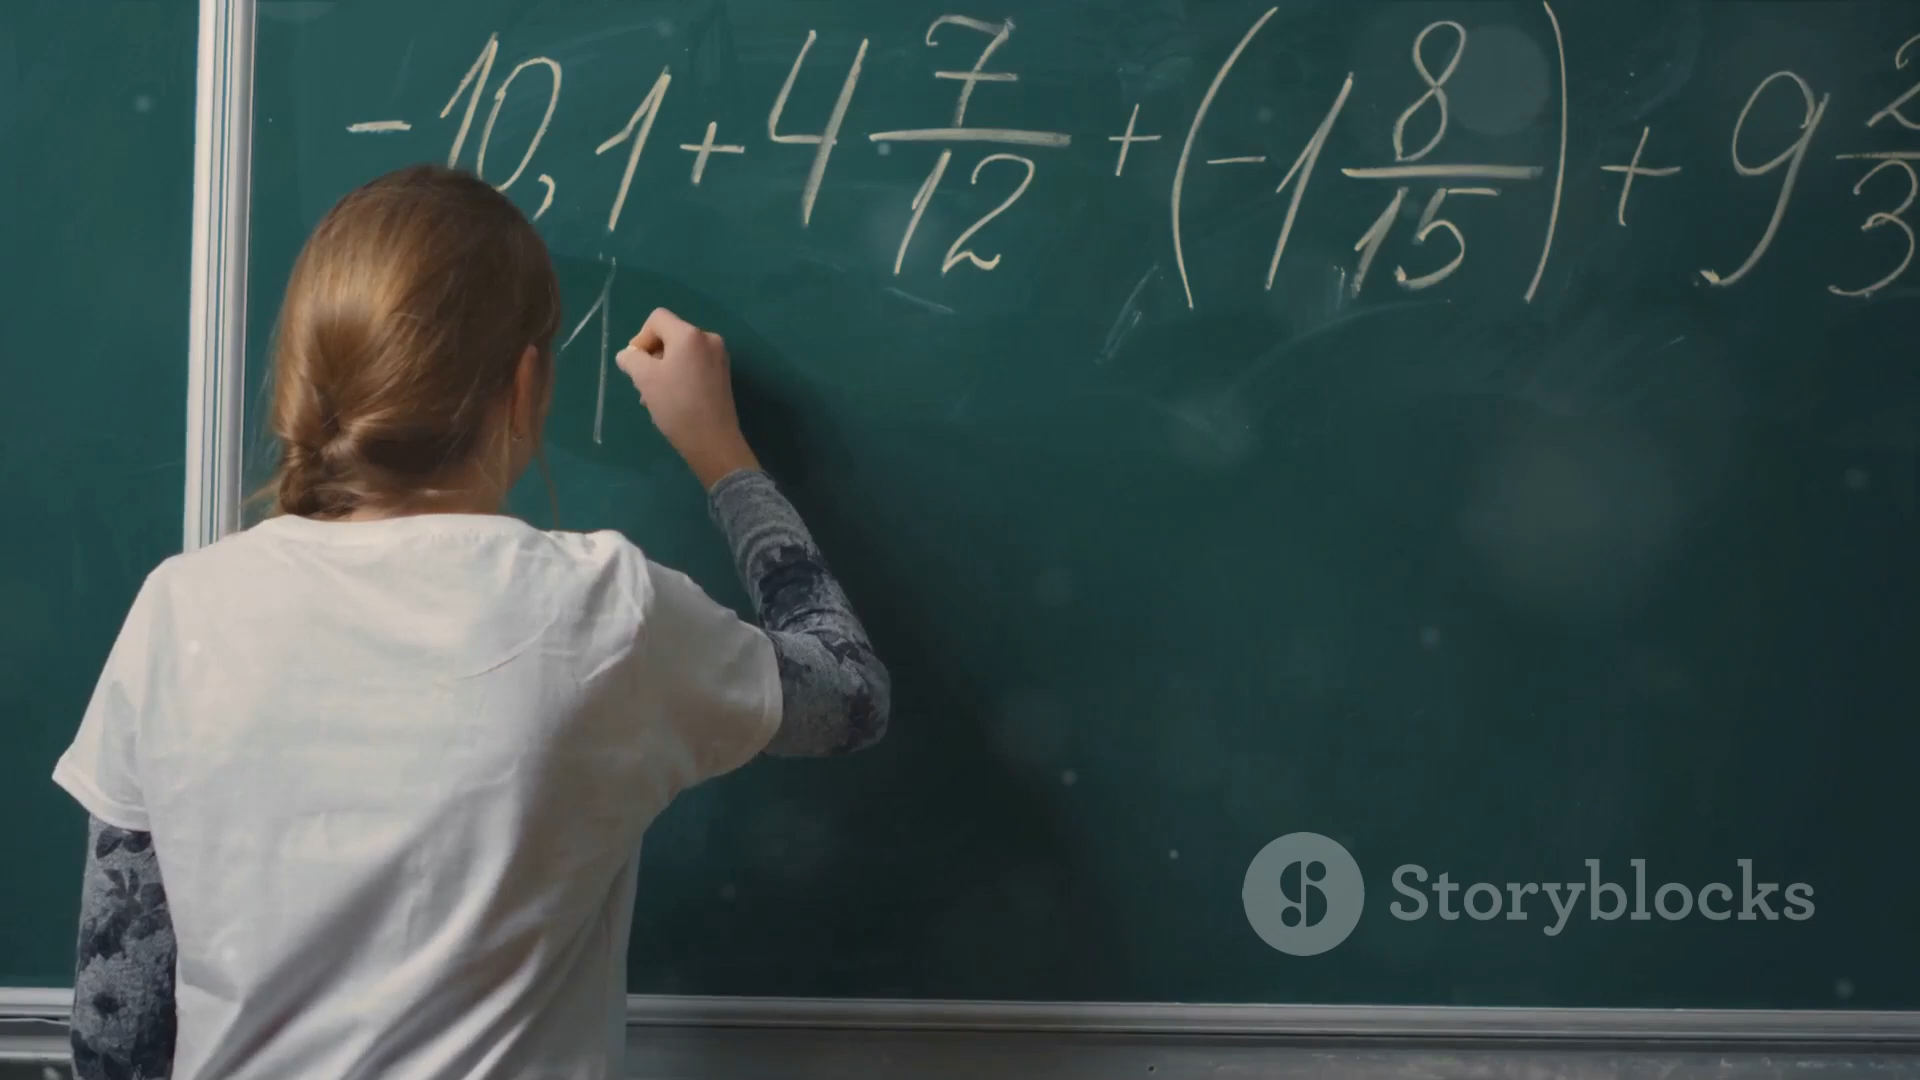 -10,1 + 4 7/12 + (-1 8/15) + 9 2/3
1
Storyblocks